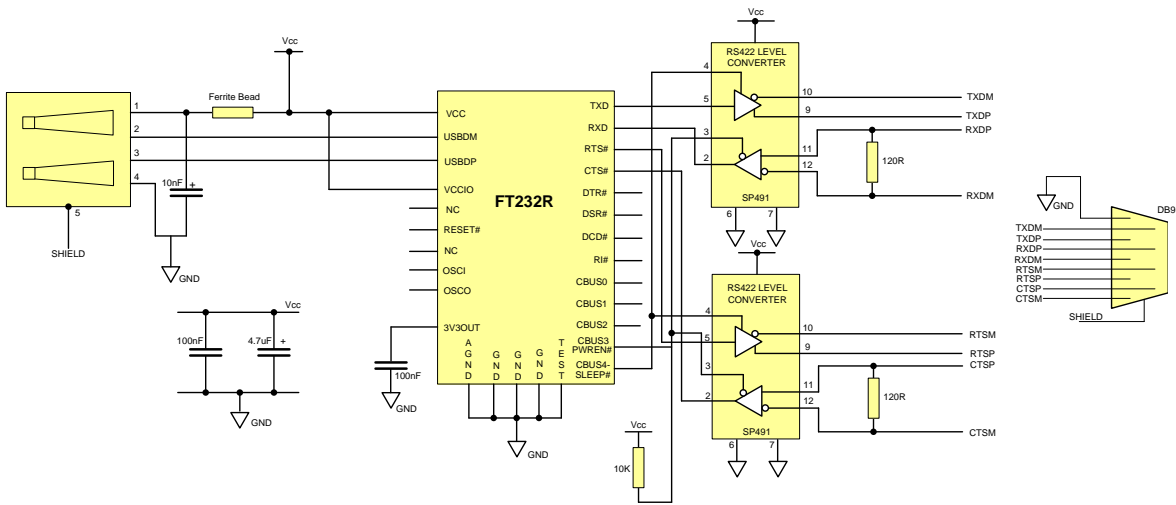 Vcc
Ferrite Bead
1
2
3
4
5
10nF
+
SHIELD
GND
Vcc
100nF
4.7uF
+
GND
FT232R
VCC
USBDM
USBDP
VCCIO
NC
RESET#
NC
OSCI
OSCO
3V3OUT
100nF
GND
AGND
GND
GND
GND
TEST
GND
TXD
RXD
RTS#
CTS#
DTR#
DSR#
DCD#
RI#
CBUS0
CBUS1
CBUS2
CBUS3
PWREN#
CBUS4-
SLEEP#
Vcc
10K
Vcc
RS422 LEVEL
CONVERTER
4
5
3
2
10
9
11
12
SP491
6
7
TXDM
TXDP
RXDP
120R
RXDM
Vcc
RS422 LEVEL
CONVERTER
4
5
3
2
10
9
11
12
SP491
6
7
RTSM
RTSP
CTSP
120R
CTSM
GND
DB9
TXDM
TXDP
RXDP
RXDM
RTSM
RTSP
CTSP
CTSM
SHIELD